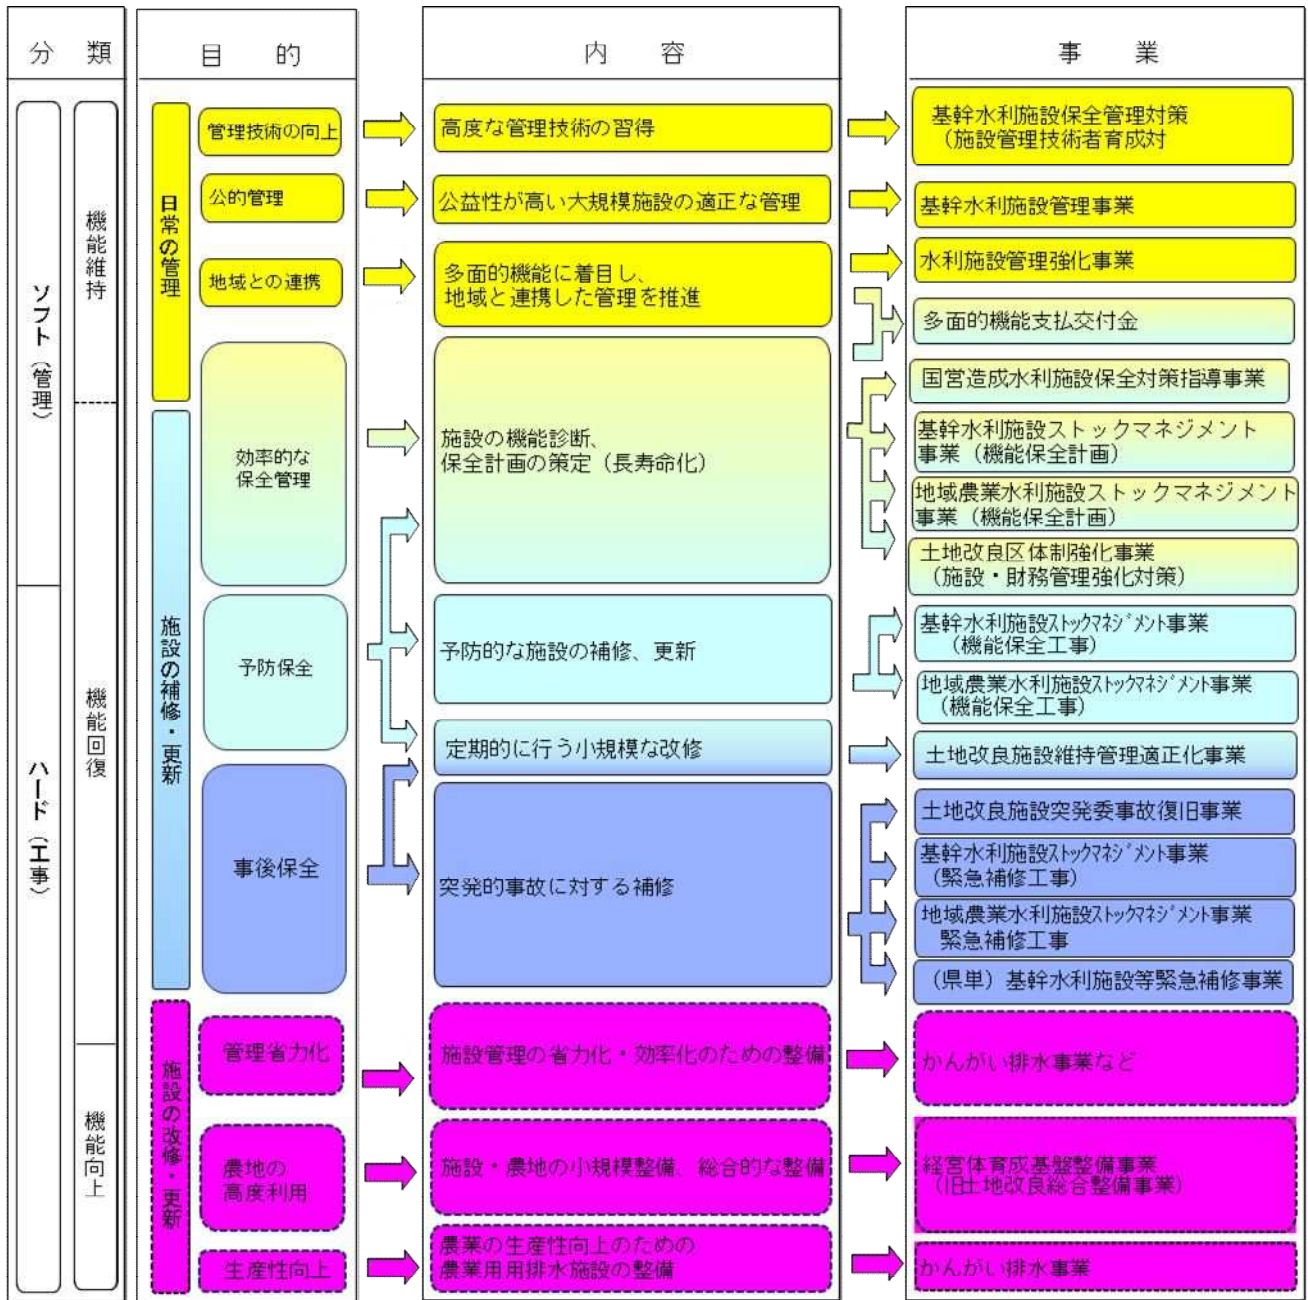 分類
目的
内容
事業
ソフト（管理）
ハード（工事）
機能維持
機能回復
機能向上
日常の管理
施設の補修・更新
施設の改修・更新
管理技術の向上
高度な管理技術の習得
基幹水利施設保全管理対策
（施設管理技術者育成対
公的管理
公益性が高い大規模施設の適正な管理
基幹水利施設管理事業
地域との連携
多面的機能に着目し、
地域と連携した管理を推進
水利施設管理強化事業
多面的機能支払交付金
効率的な
保全管理
施設の機能診断、
保全計画の策定（長寿命化）
国営造成水利施設保全対策指導事業
基幹水利施設ストックマネジメント
事業（機能保全計画）
地域農業水利施設ストックマネジメント
事業（機能保全計画）
土地改良区体制強化事業
（施設・財務管理強化対策）
予防保全
予防的な施設の補修、更新
基幹水利施設ｽﾄｯｸﾏﾈｼﾞﾒﾝﾄ事業
（機能保全工事）
地域農業水利施設ｽﾄｯｸﾏﾈｼﾞﾒﾝﾄ事業
（機能保全工事）
定期的に行う小規模な改修
土地改良施設維持管理適正化事業
事後保全
突発的事故に対する補修
土地改良施設突発委事故復旧事業
基幹水利施設ｽﾄｯｸﾏﾈｼﾞﾒﾝﾄ事業
（緊急補修工事）
地域農業水利施設ｽﾄｯｸﾏﾈｼﾞﾒﾝﾄ事業
緊急補修工事
（県単）基幹水利施設等緊急補修事業
管理省力化
施設管理の省力化・効率化のための整備
かんがい排水事業など
農地の
高度利用
施設・農地の小規模整備、総合的な整備
経営体育成基盤整備事業
（旧土地改良総合整備事業）
生産性向上
農業の生産性向上のための
農業用用排水施設の整備
かんがい排水事業